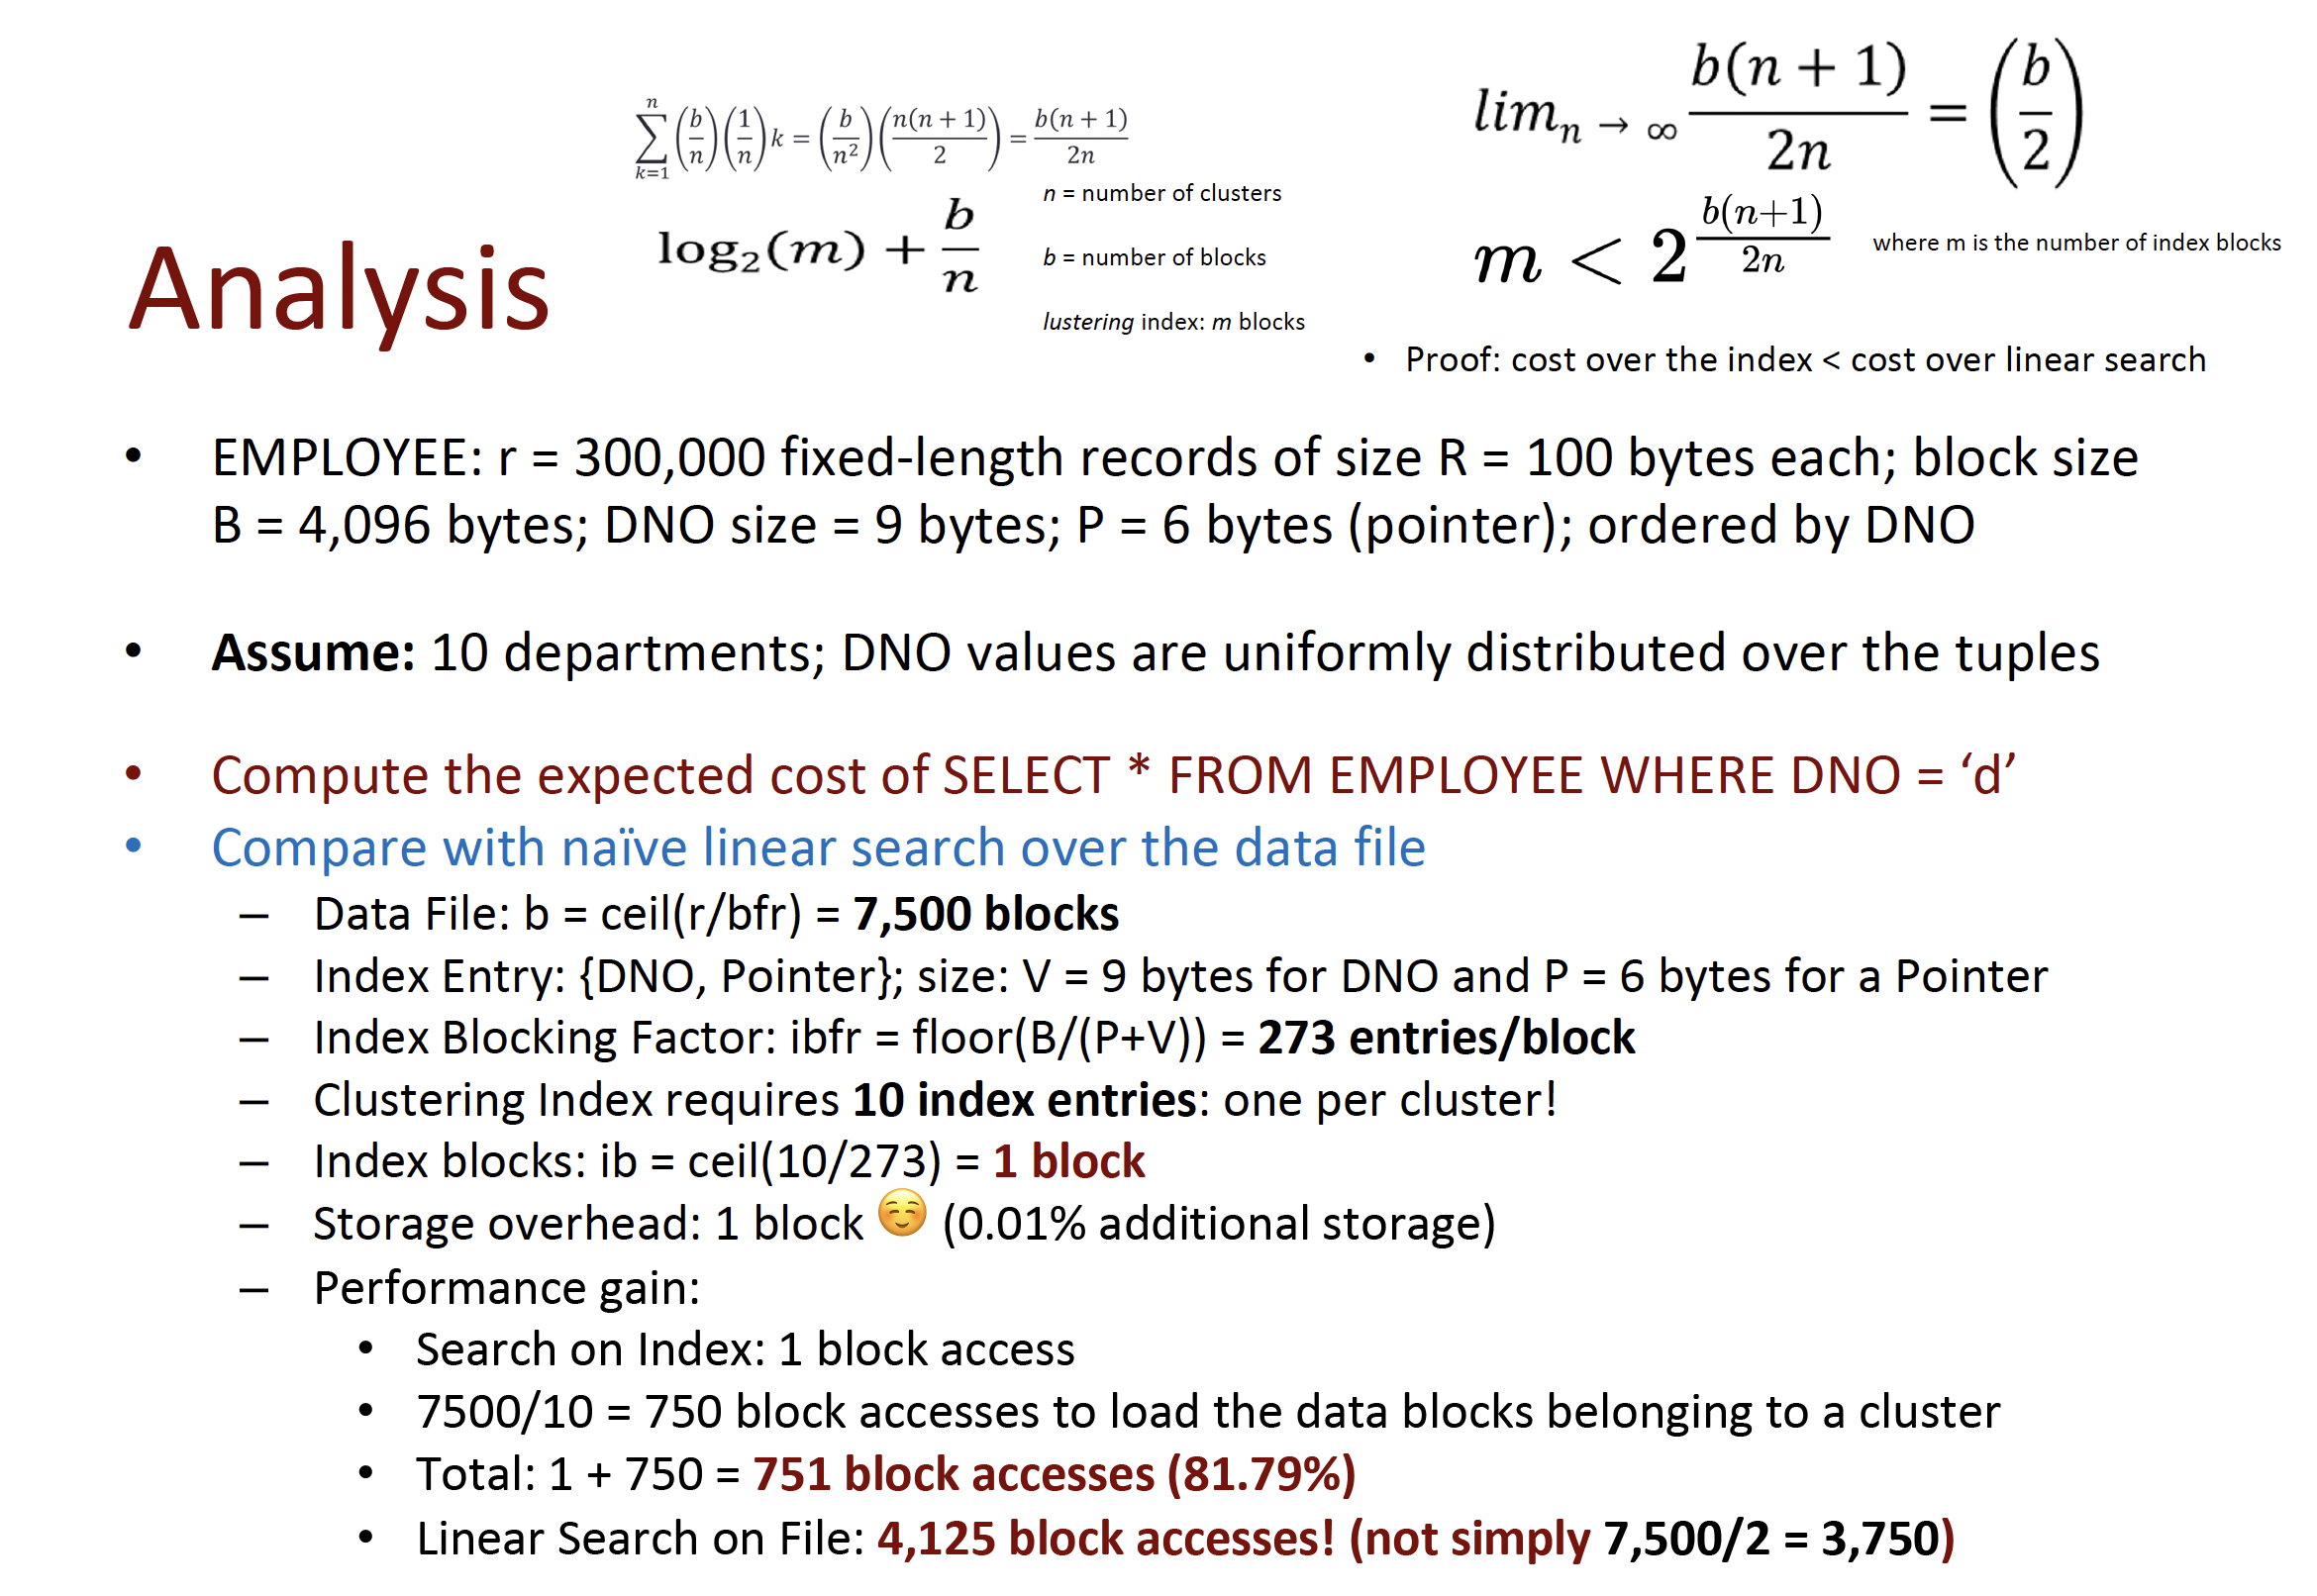 \sum_{k=1}^{n} \left(\frac{b}{n}\right)\left(\frac{1}{n}\right) k = \left(\frac{b}{n^2}\right)\left(\frac{n(n+1)}{2}\right) = \frac{b(n+1)}{2n}
lim_{n → ∞} \frac{b(n+1)}{2n} = \left(\frac{b}{2}\right)
n = number of clusters
log_2(m) + \frac{b}{n}
b = number of blocks
lustering index: m blocks
m < 2^{\frac{b(n+1)}{2n}}
where m is the number of index blocks
• Proof: cost over the index < cost over linear search
Analysis
• EMPLOYEE: r = 300,000 fixed-length records of size R = 100 bytes each; block size
B = 4,096 bytes; DNO size = 9 bytes; P = 6 bytes (pointer); ordered by DNO
• Assume: 10 departments; DNO values are uniformly distributed over the tuples
• Compute the expected cost of SELECT * FROM EMPLOYEE WHERE DNO = ‘d’
• Compare with naïve linear search over the data file
– Data File: b = ceil(r/bfr) = 7,500 blocks
– Index Entry: {DNO, Pointer}; size: V = 9 bytes for DNO and P = 6 bytes for a Pointer
– Index Blocking Factor: ibfr = floor(B/(P+V)) = 273 entries/block
– Clustering Index requires 10 index entries: one per cluster!
– Index blocks: ib = ceil(10/273) = 1 block
– Storage overhead: 1 block ☺️ (0.01% additional storage)
– Performance gain:
• Search on Index: 1 block access
• 7500/10 = 750 block accesses to load the data blocks belonging to a cluster
• Total: 1 + 750 = 751 block accesses (81.79%)
• Linear Search on File: 4,125 block accesses! (not simply 7,500/2 = 3,750)